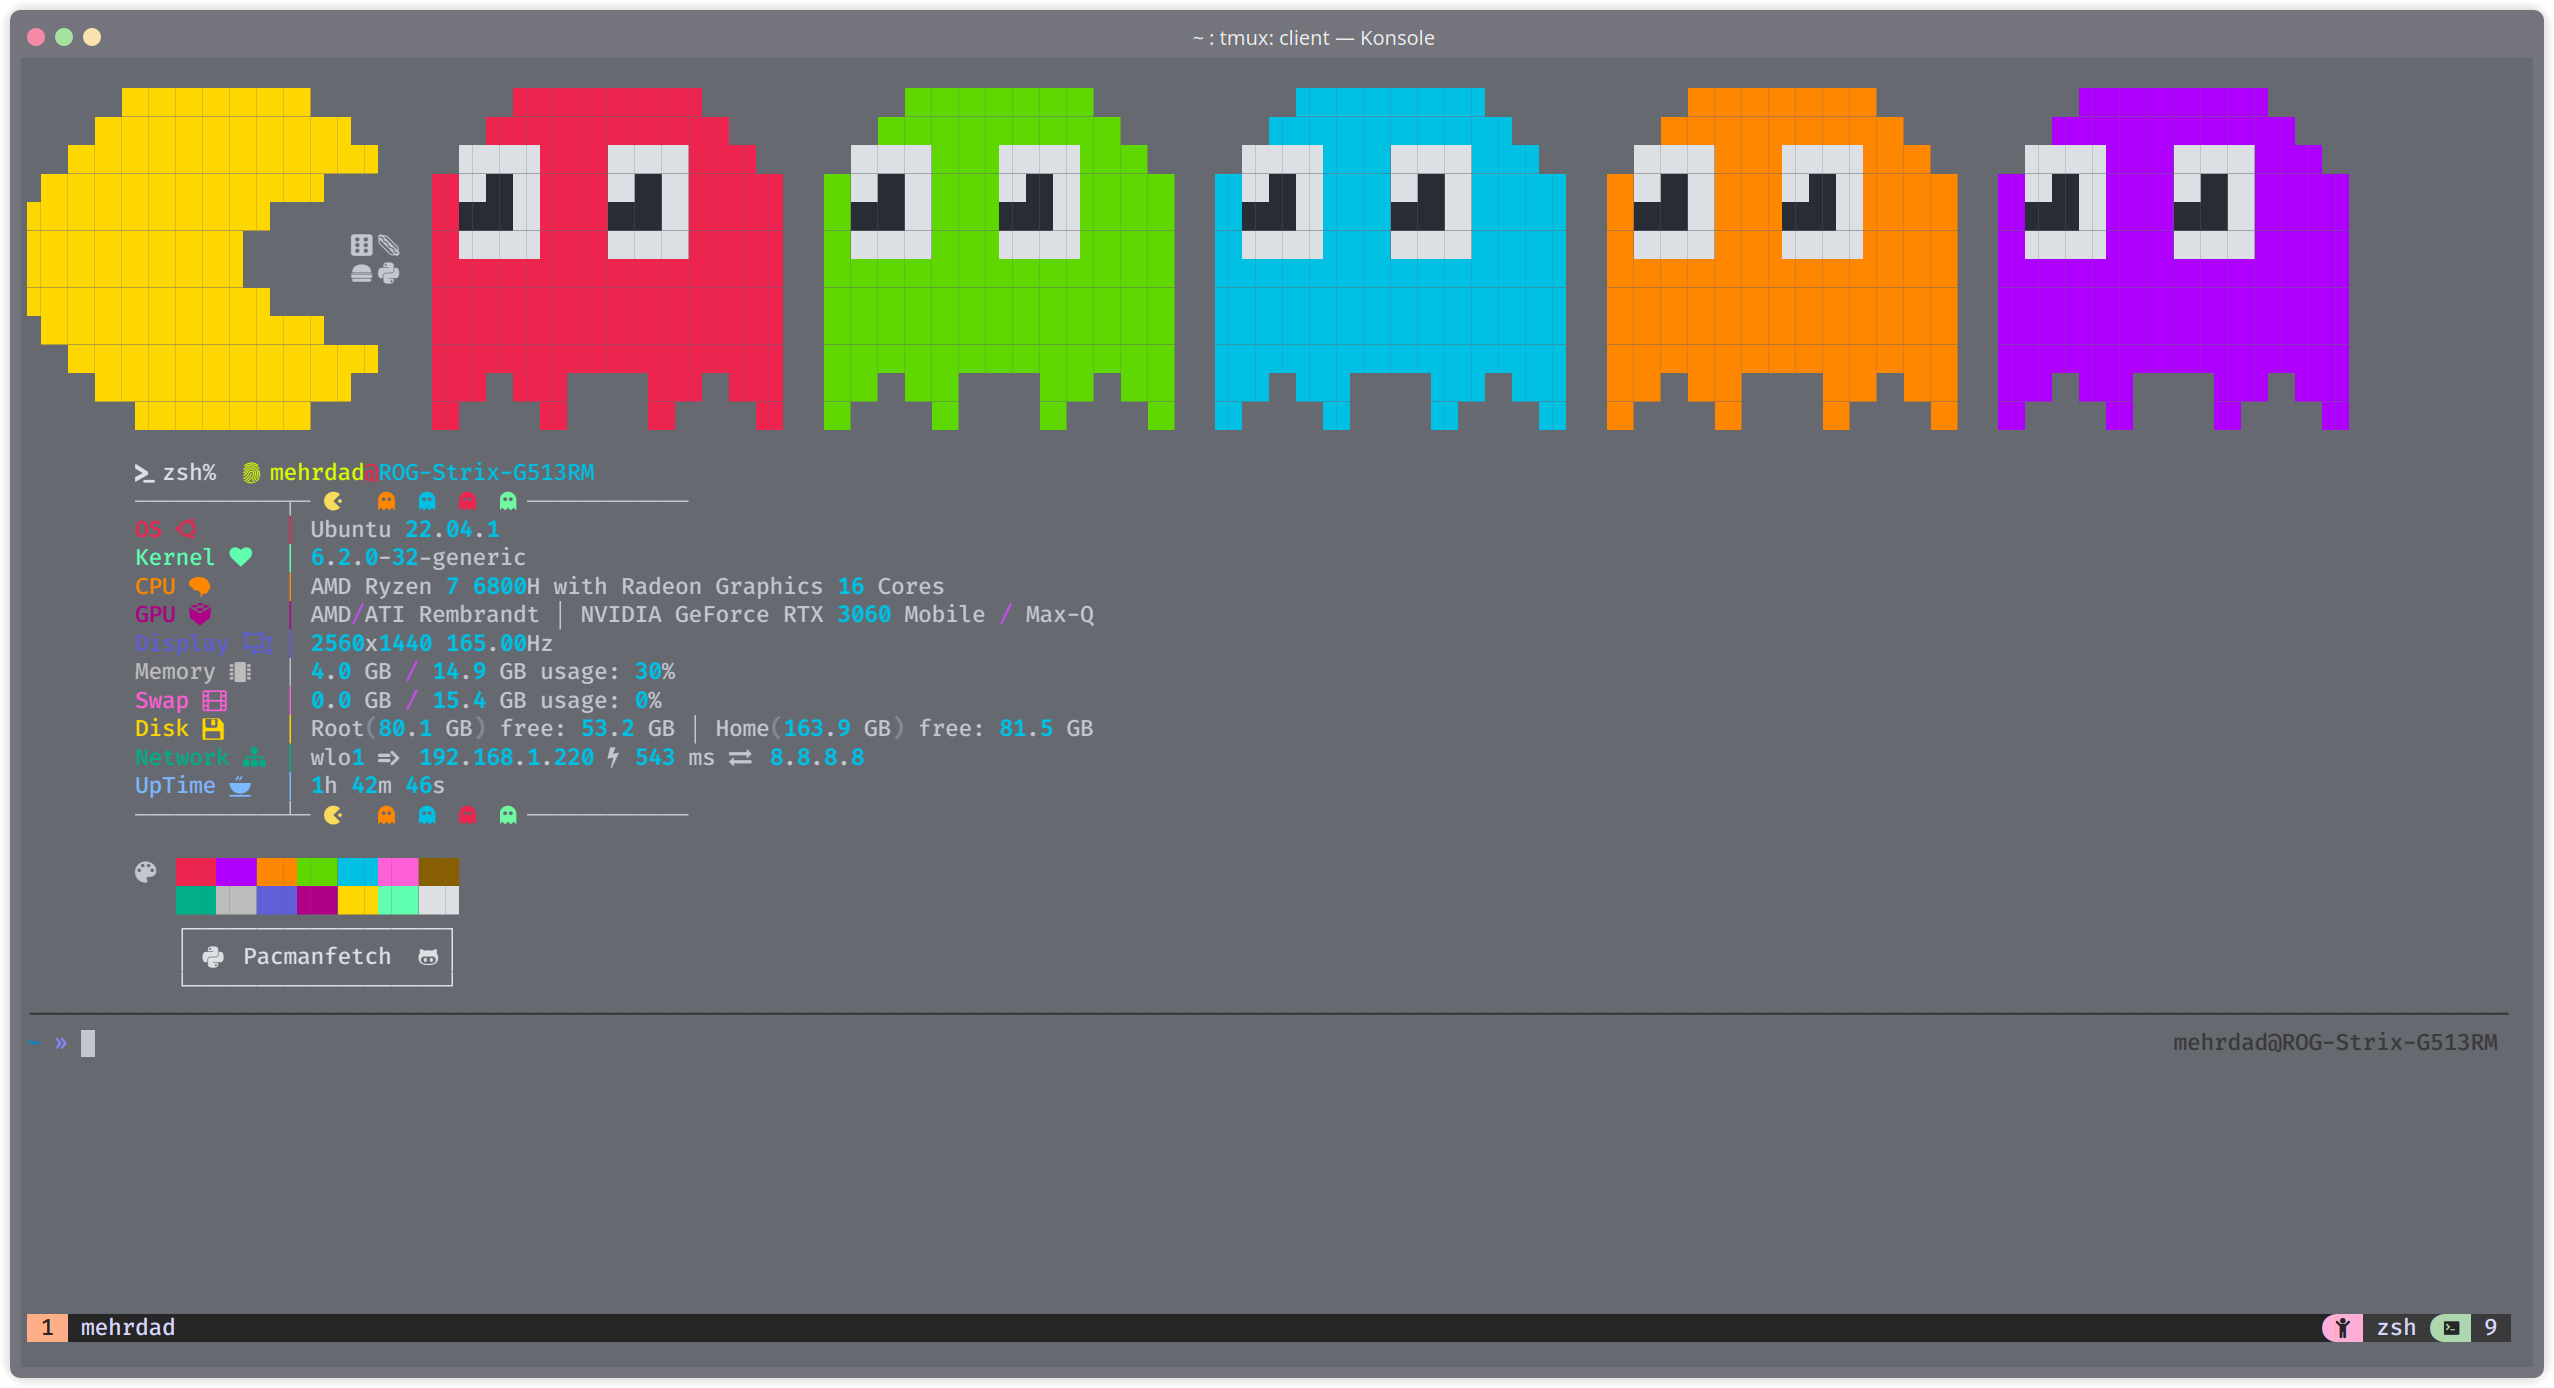 ~ : tmux: client — Konsole
zsh% mehrdad@ROG-Strix-G513RM
OS Ubuntu 22.04.1
Kernel 6.2.0-32-generic
CPU AMD Ryzen 7 6800H with Radeon Graphics 16 Cores
GPU AMD/ATI Rembrandt | NVIDIA GeForce RTX 3060 Mobile / Max-Q
Display 2560x1440 165.00Hz
Memory 4.0 GB / 14.9 GB usage: 30%
Swap 0.0 GB / 15.4 GB usage: 0%
Disk Root(80.1 GB) free: 53.2 GB | Home(163.9 GB) free: 81.5 GB
Network wlo1 => 192.168.1.220 543 ms 8.8.8.8
UpTime 1h 42m 46s
Pacmanfetch
~ » mehrdad@ROG-Strix-G513RM
1 mehrdad zsh 9